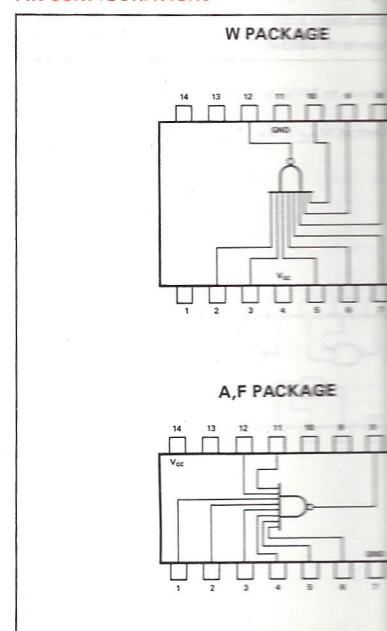 W PACKAGE
14 13 12 11 10 9
GND
Vcc
1 2 3 4 5 6 7
A,F PACKAGE
14 13 12 11 10 9
Vcc
GND
1 2 3 4 5 6 7